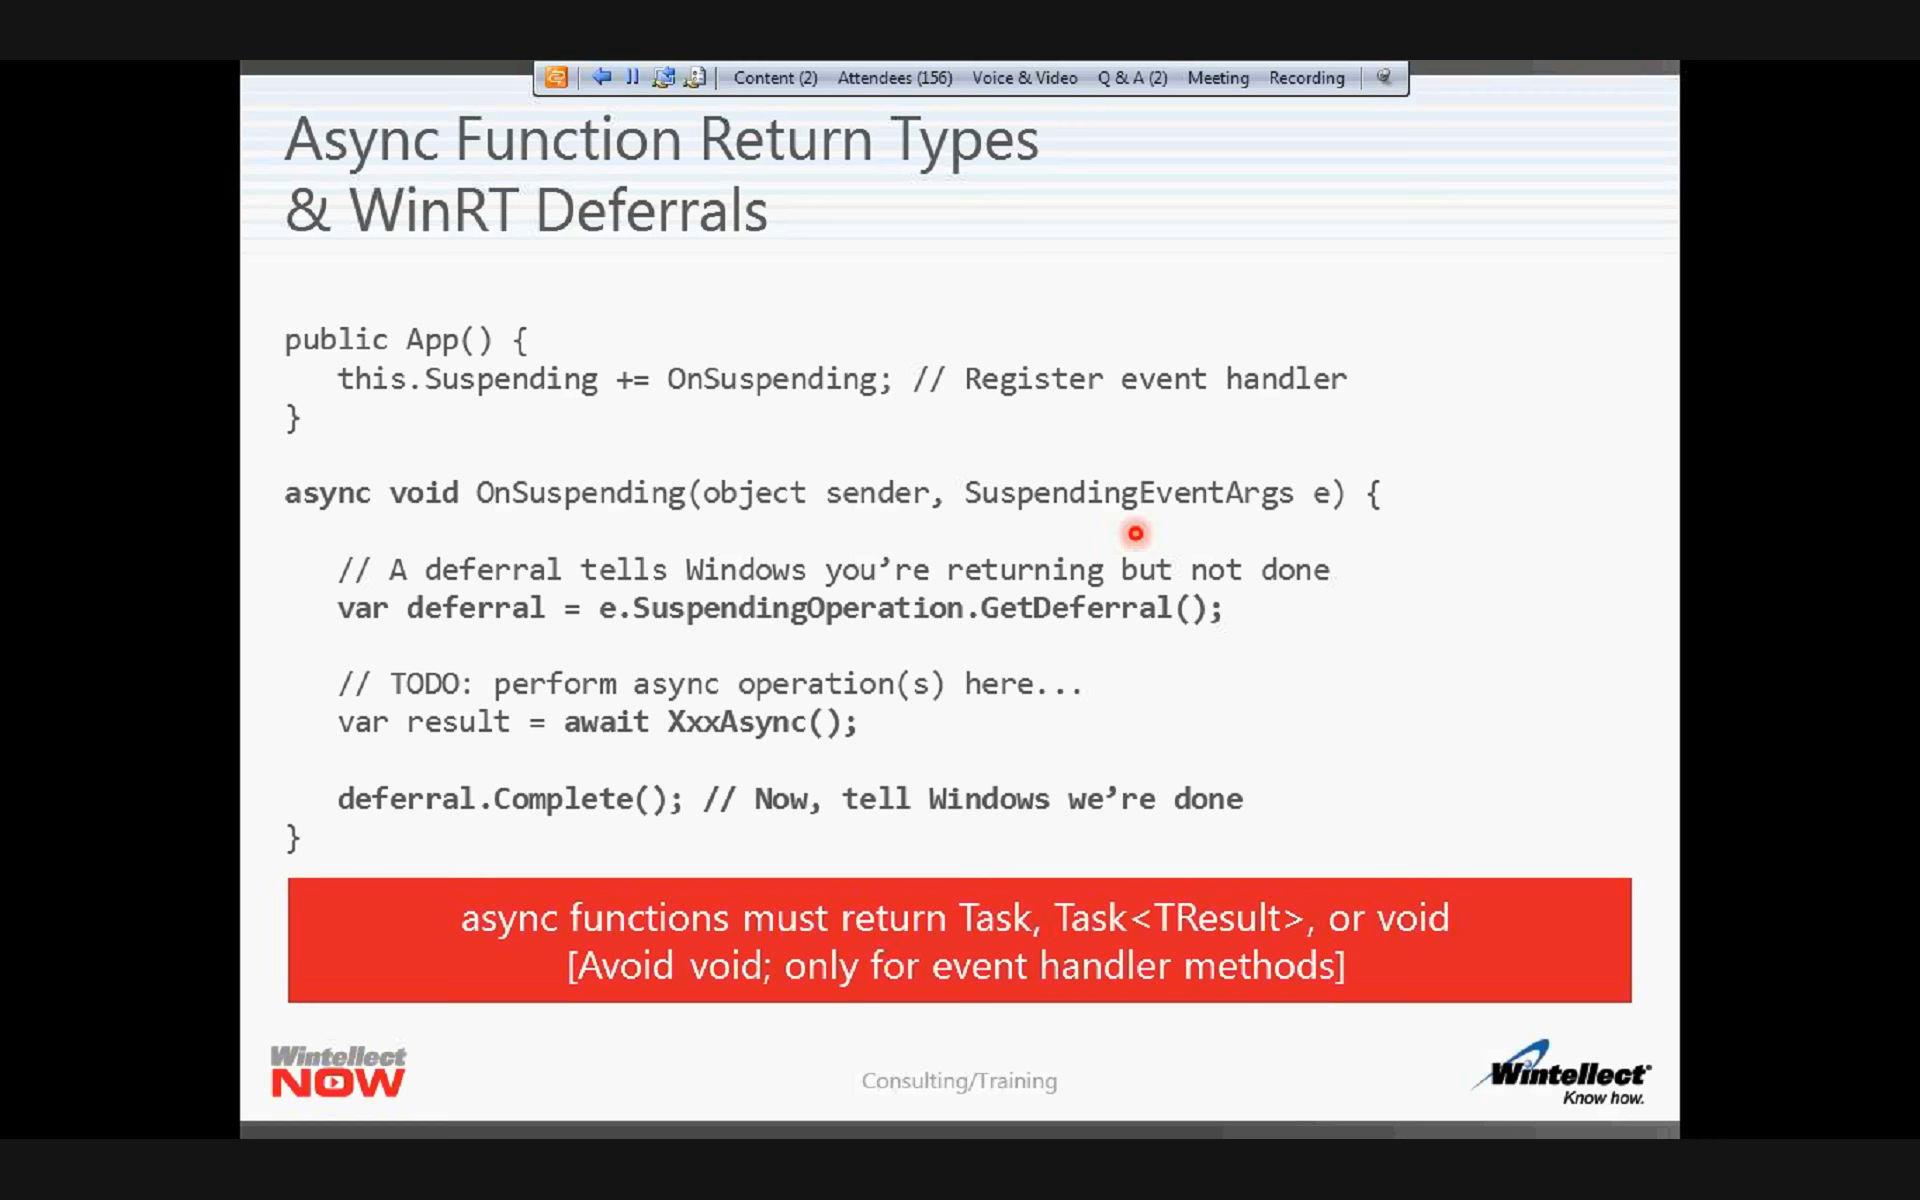 Content (2) Attendees (156) Voice & Video Q & A (2) Meeting Recording
Async Function Return Types
& WinRT Deferrals
public App() {
this.Suspending += OnSuspending; // Register event handler
}
async void OnSuspending(object sender, SuspendingEventArgs e) {
// A deferral tells Windows you’re returning but not done
var deferral = e.SuspendingOperation.GetDeferral();
// TODO: perform async operation(s) here...
var result = await XxxAsync();
deferral.Complete(); // Now, tell Windows we’re done
}
async functions must return Task, Task<TResult>, or void
[Avoid void; only for event handler methods]
Wintellect
NOW
Consulting/Training
Wintellect
Know how.